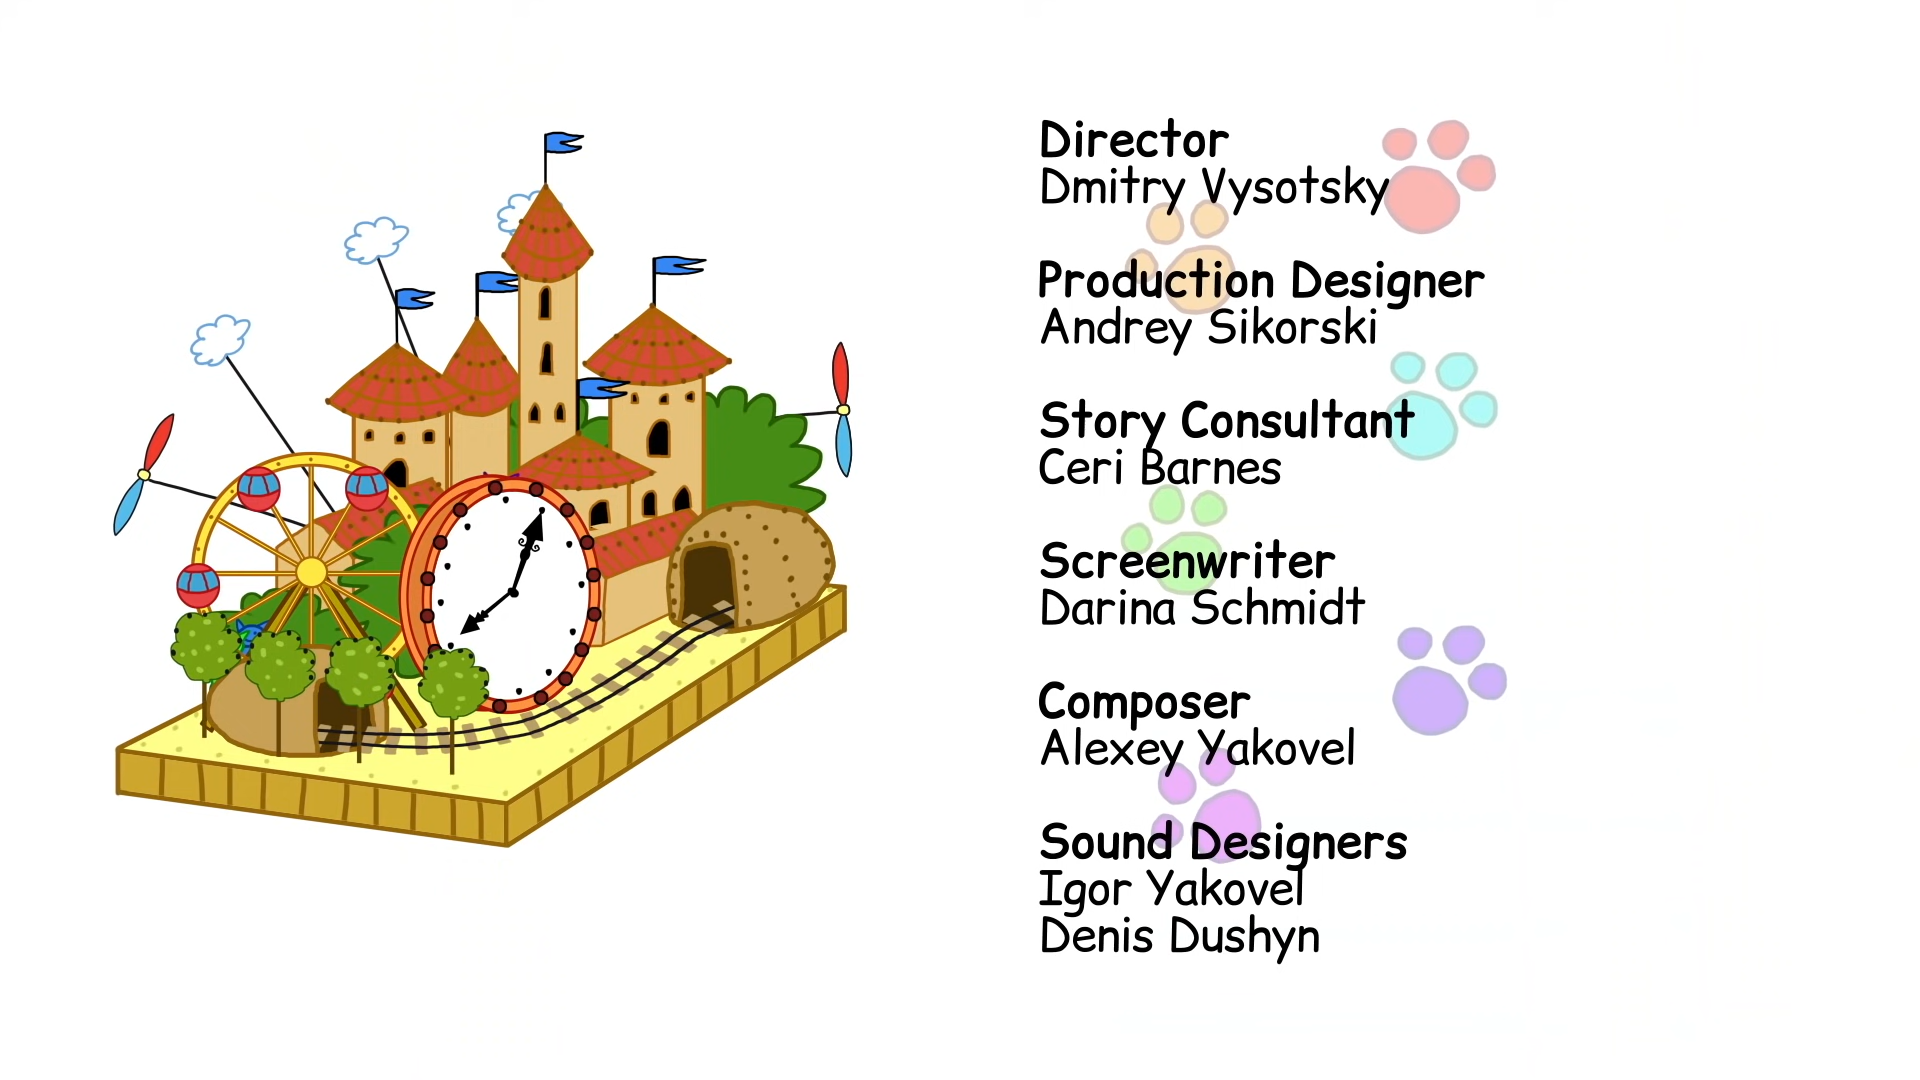 Director
Dmitry Vysotsky
Production Designer
Andrey Sikorski
Story Consultant
Ceri Barnes
Screenwriter
Darina Schmidt
Composer
Alexey Yakovel
Sound Designers
Igor Yakovel
Denis Dushyn